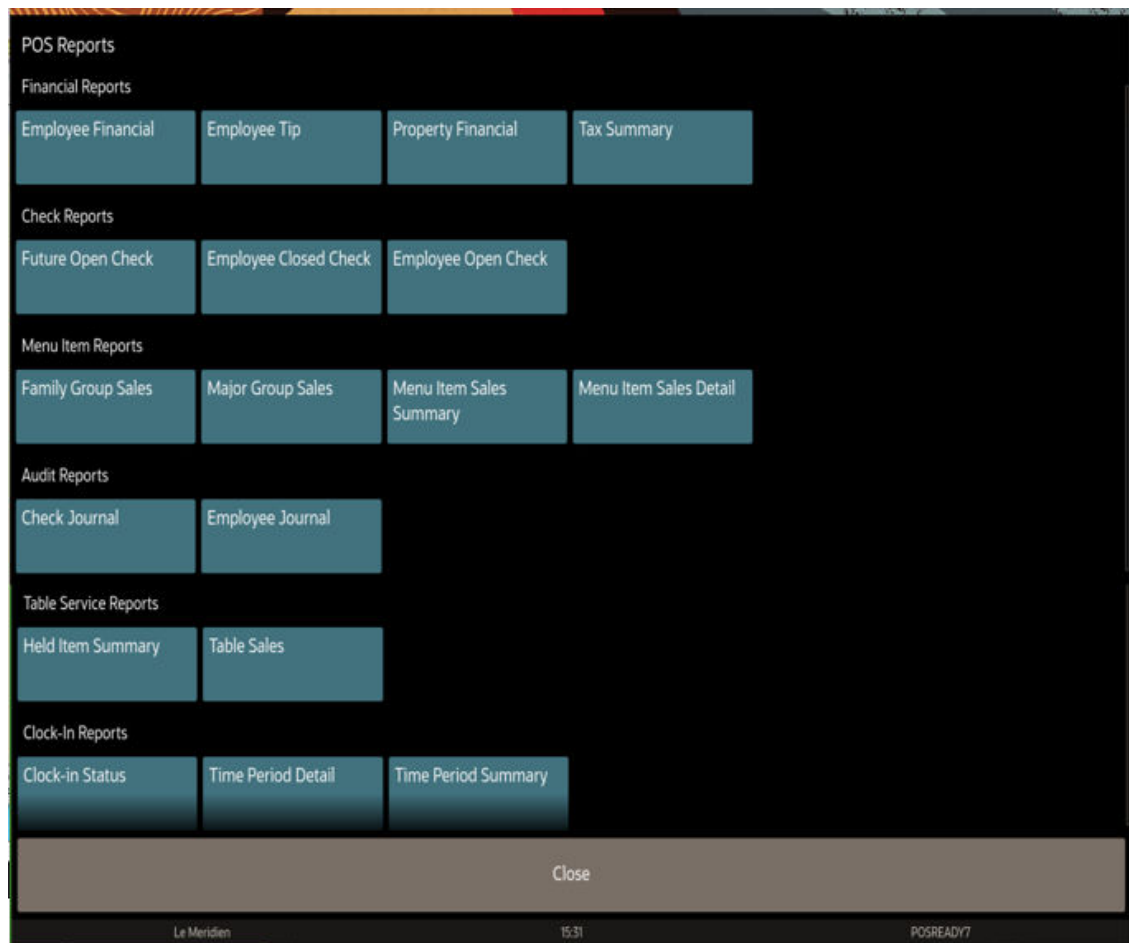 POS Reports
Financial Reports
Employee Financial
Employee Tip
Property Financial
Tax Summary
Check Reports
Future Open Check
Employee Closed Check
Employee Open Check
Menu Item Reports
Family Group Sales
Major Group Sales
Menu Item Sales
Summary
Menu Item Sales Detail
Audit Reports
Check Journal
Employee Journal
Table Service Reports
Held Item Summary
Table Sales
Clock-In Reports
Clock-in Status
Time Period Detail
Time Period Summary
Close
Le Meridien
15:31
POSREADY7